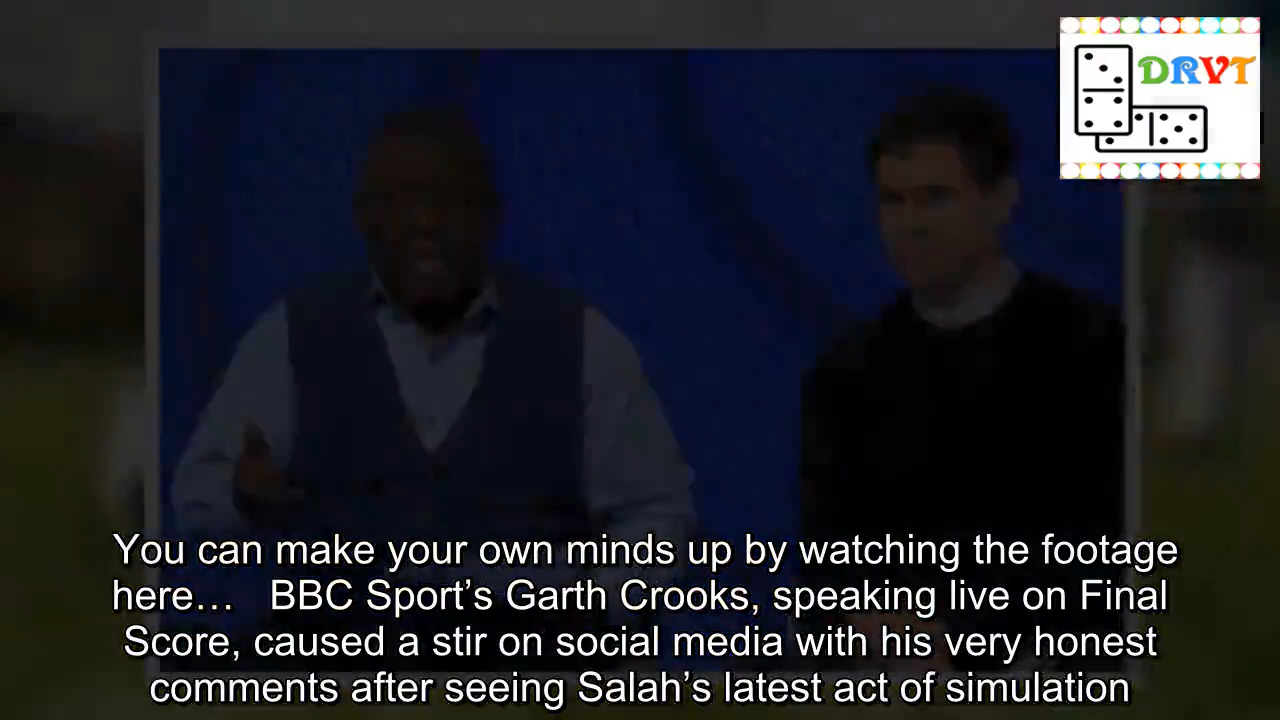 DRVT
You can make your own minds up by watching the footage
here… BBC Sport’s Garth Crooks, speaking live on Final
Score, caused a stir on social media with his very honest
comments after seeing Salah’s latest act of simulation